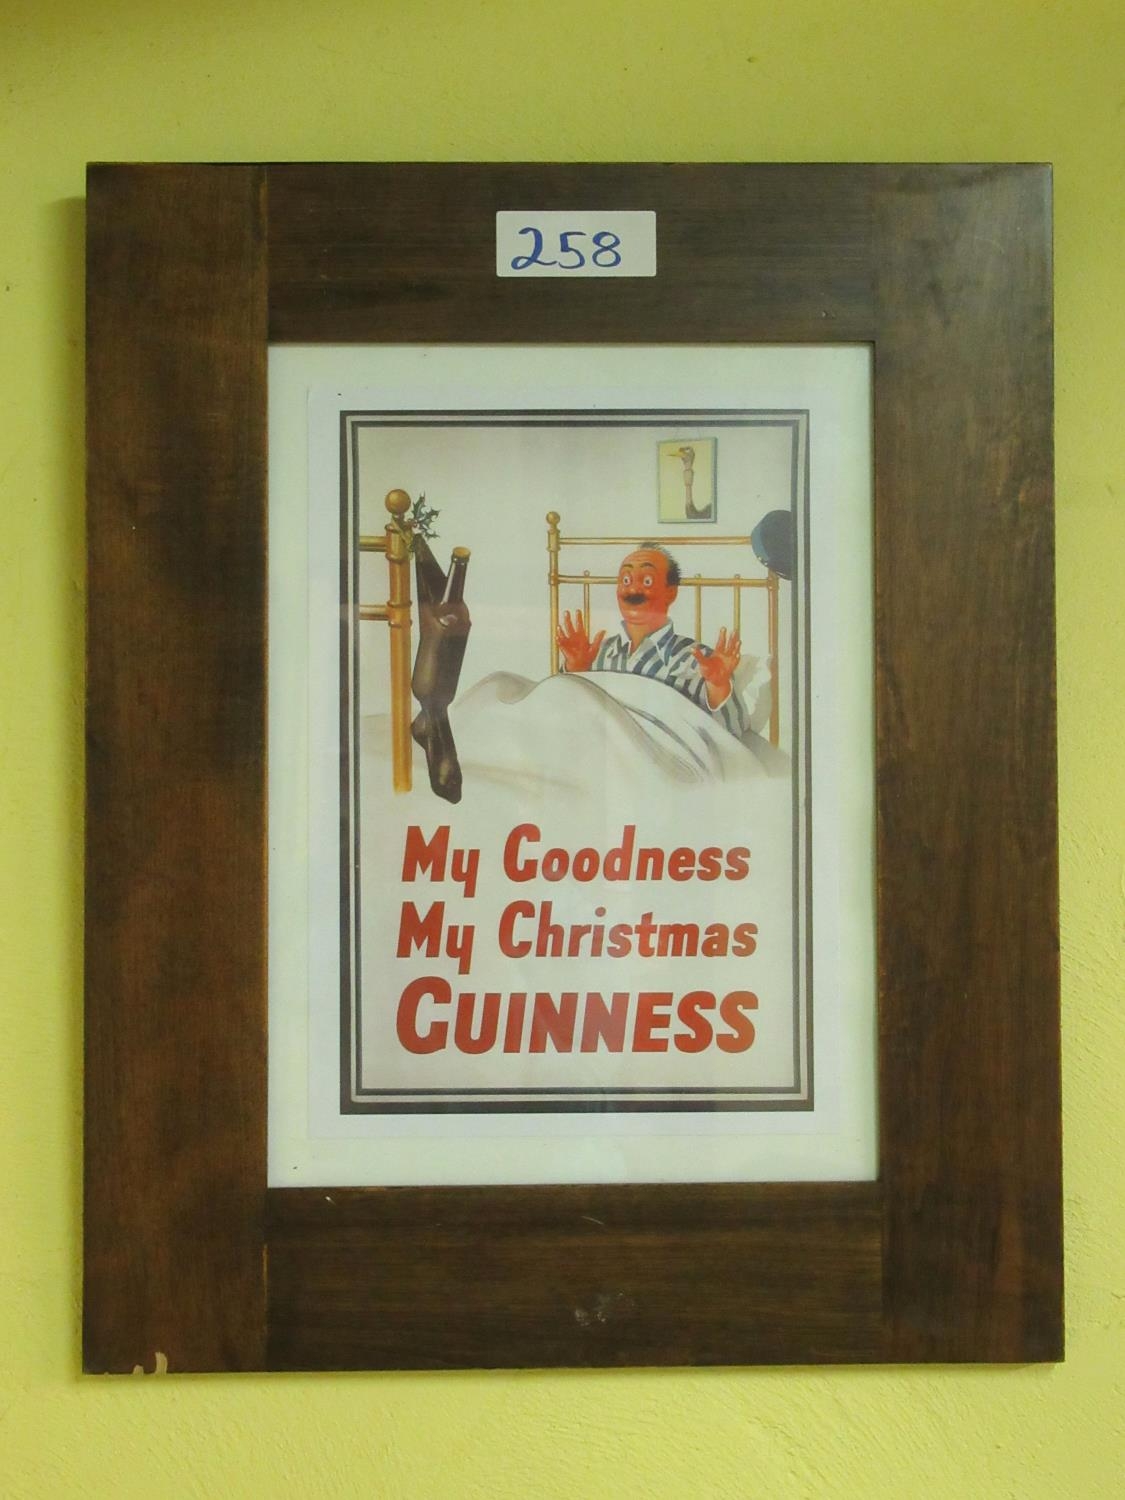 258
My Goodness
My Christmas
GUINNESS